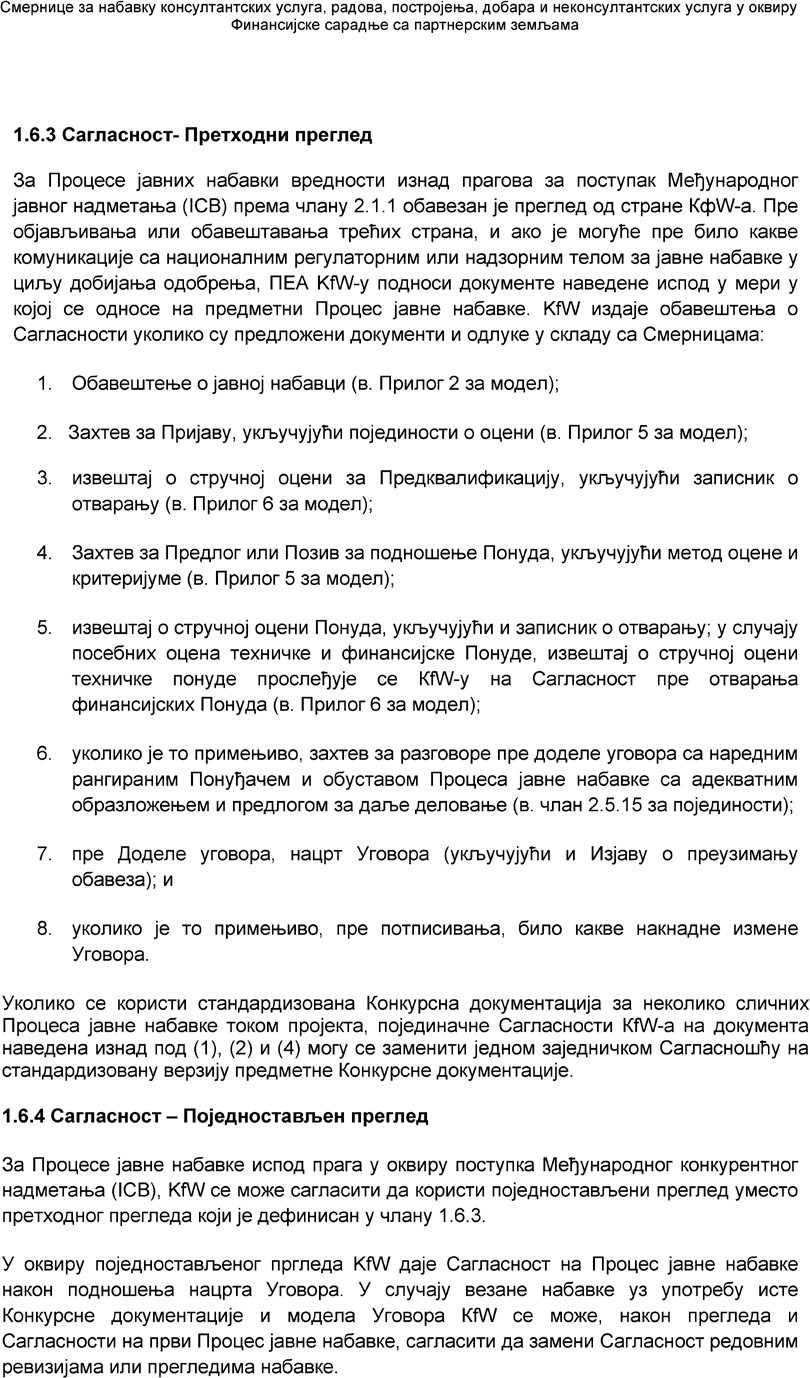 Смернице за набавку консултантских услуга, радова, постројења, добара и неконсултантских услуга у оквиру
Финансијске сарадње са партнерским земљама
1.6.3 Сагласност- Претходни преглед
За Процесе јавних набавки вредности изнад прагова за поступак Међународног
јавног надметања (ICB) према члану 2.1.1 обавезан је преглед од стране КфW-а. Пре
објављивања или обавештавања трећих страна, и ако је могуће пре било какве
комуникације са националним регулаторним или надзорним телом за јавне набавке у
циљу добијања одобрења, ПЕА KfW-у подноси документе наведене испод у мери у
којој се односе на предметни Процес јавне набавке. KfW издаје обавештења о
Сагласности уколико су предложени документи и одлуке у складу са Смерницама:
1. Обавештење о јавној набавци (в. Прилог 2 за модел);
2. Захтев за Пријаву, укључујући појединости о оцени (в. Прилог 5 за модел);
3. извештај о стручној оцени за Предквалификацију, укључујући записник о
отварању (в. Прилог 6 за модел);
4. Захтев за Предлог или Позив за подношење Понуда, укључујући метод оцене и
критеријуме (в. Прилог 5 за модел);
5. извештај о стручној оцени Понуда, укључујући и записник о отварању; у случају
посебних оцена техничке и финансијске Понуде, извештај о стручној оцени
техничке понуде прослеђује се KfW-у на Сагласност пре отварања
финансијских Понуда (в. Прилог 6 за модел);
6. уколико је то примењиво, захтев за разговоре пре доделе уговора са наредним
рангираним Понуђачем и обуставом Процеса јавне набавке са адекватним
образложењем и предлогом за даље деловање (в. члан 2.5.15 за појединости);
7. пре Доделе уговора, нацрт Уговора (укључујући и Изјаву о преузимању
обавеза); и
8. уколико је то примењиво, пре потписивања, било какве накнадне измене
Уговора.
Уколико се користи стандардизована Конкурсна документација за неколико сличних
Процеса јавне набавке током пројекта, појединачне Сагласности KfW-а на документа
наведена изнад под (1), (2) и (4) могу се заменити једном заједничком Сагласношћу на
стандардизовану верзију предметне Конкурсне документације.
1.6.4 Сагласност – Поједностављен преглед
За Процесе јавне набавке испод прага у оквиру поступка Међународног конкурентног
надметања (ICB), KfW се може сагласити да користи поједностављени преглед уместо
претходног прегледа који је дефинисан у члану 1.6.3.
У оквиру поједностављеног пргледа KfW даје Сагласност на Процес јавне набавке
након подношења нацрта Уговора. У случају везане набавке уз употребу исте
Конкурсне документације и модела Уговора KfW се може, након прегледа и
Сагласности на први Процес јавне набавке, сагласити да замени Сагласност редовним
ревизијама или прегледима набавке.